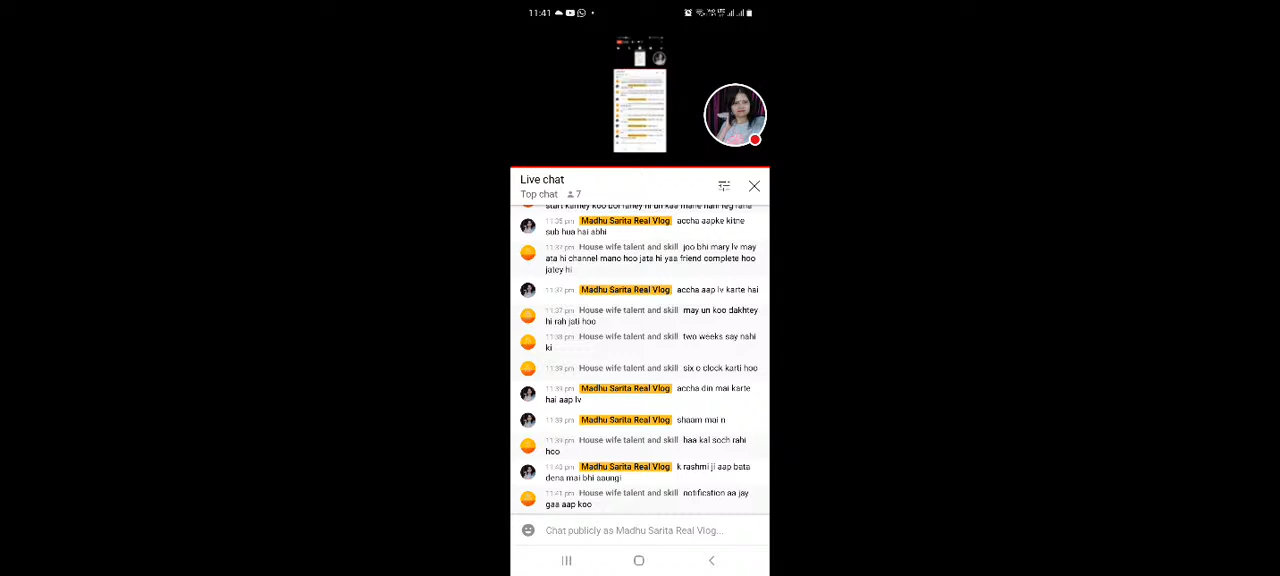 11:41
Live chat
Top chat 7
11:35 pm Madhu Sarita Real Vlog accha aapke kitne
sub hua hai abhi
11:37 pm House wife talent and skill joo bhi mary lv may
ata hi channel mano hoo jata hi yaa friend complete hoo
jatey hi
11:37 pm Madhu Sarita Real Vlog accha aap lv karte hai
11:37 pm House wife talent and skill may un koo dakhtey
hi rah jati hoo
11:38 pm House wife talent and skill two weeks say nahi
ki
11:39 pm House wife talent and skill six o clock karti hoo
11:39 pm Madhu Sarita Real Vlog accha din mai karte
hai aap lv
11:39 pm Madhu Sarita Real Vlog shaam mai n
11:39 pm House wife talent and skill haa kal soch rahi
hoo
11:40 pm Madhu Sarita Real Vlog k rashmi ji aap bata
dena mai bhi aaungi
11:41 pm House wife talent and skill notification aa jay
gaa aap koo
Chat publicly as Madhu Sarita Real Vlog...